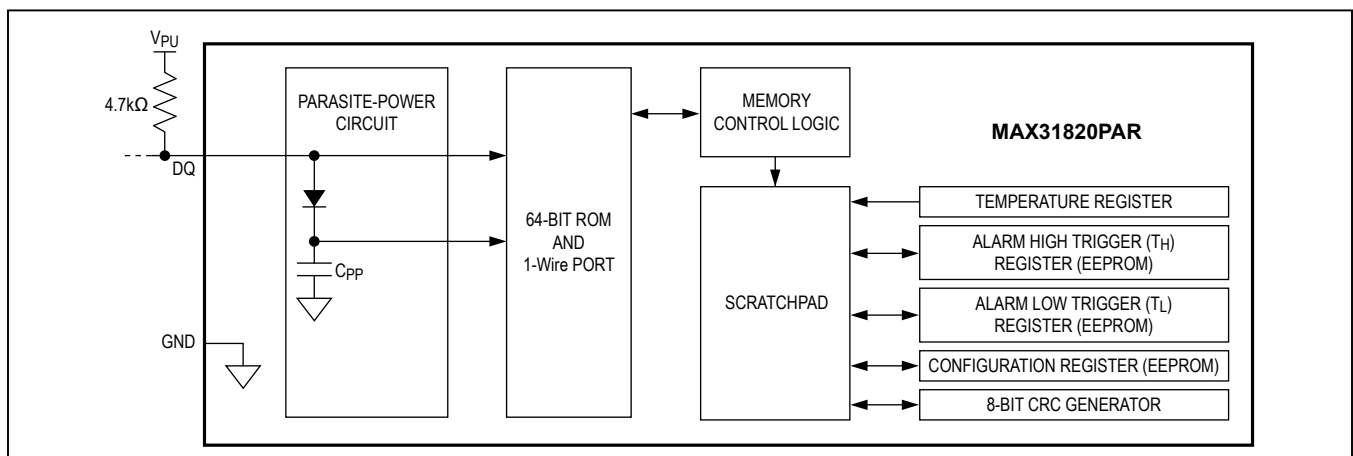 VPU
4.7kΩ
DQ
GND
PARASITE-POWER
CIRCUIT
CPP
64-BIT ROM
AND
1-Wire PORT
MEMORY
CONTROL LOGIC
SCRATCHPAD
MAX31820PAR
TEMPERATURE REGISTER
ALARM HIGH TRIGGER (TH)
REGISTER (EEPROM)
ALARM LOW TRIGGER (TL)
REGISTER (EEPROM)
CONFIGURATION REGISTER (EEPROM)
8-BIT CRC GENERATOR